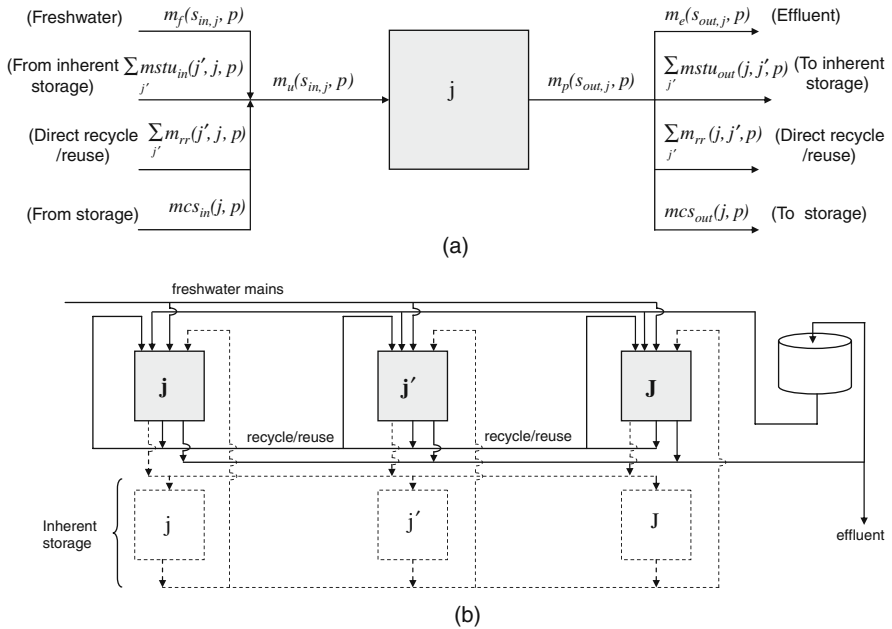 (Freshwater) m_f(s_{in,j}, p)
(From inherent storage) ∑_{j'} mstu_{in}(j', j, p)
(Direct recycle /reuse) ∑_{j'} m_{rr}(j', j, p)
(From storage) mcs_{in}(j, p)
m_u(s_{in,j}, p)
j
m_p(s_{out,j}, p)
m_e(s_{out,j}, p) (Effluent)
∑_{j'} mstu_{out}(j, j', p) (To inherent storage)
∑_{j'} m_{rr}(j, j', p) (Direct recycle /reuse)
mcs_{out}(j, p) (To storage)
(a)
freshwater mains
j
j'
J
recycle/reuse
recycle/reuse
Inherent
storage
j
j'
J
effluent
(b)